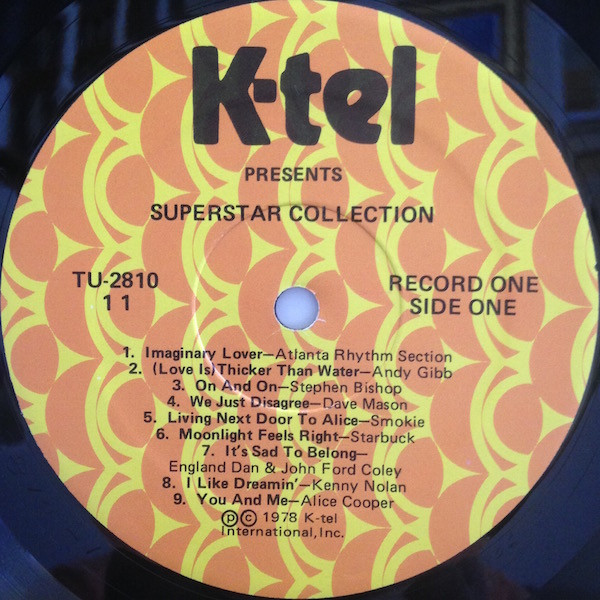 K-tel
PRESENTS
SUPERSTAR COLLECTION
TU-2810
1 1
RECORD ONE
SIDE ONE
1. Imaginary Lover—Atlanta Rhythm Section
2. (Love Is) Thicker Than Water—Andy Gibb
3. On And On—Stephen Bishop
4. We Just Disagree—Dave Mason
5. Living Next Door To Alice—Smokie
6. Moonlight Feels Right—Starbuck
7. It's Sad To Belong—
England Dan & John Ford Coley
8. I Like Dreamin'—Kenny Nolan
9. You And Me—Alice Cooper
Ⓟ © 1978 K-tel
International, Inc.